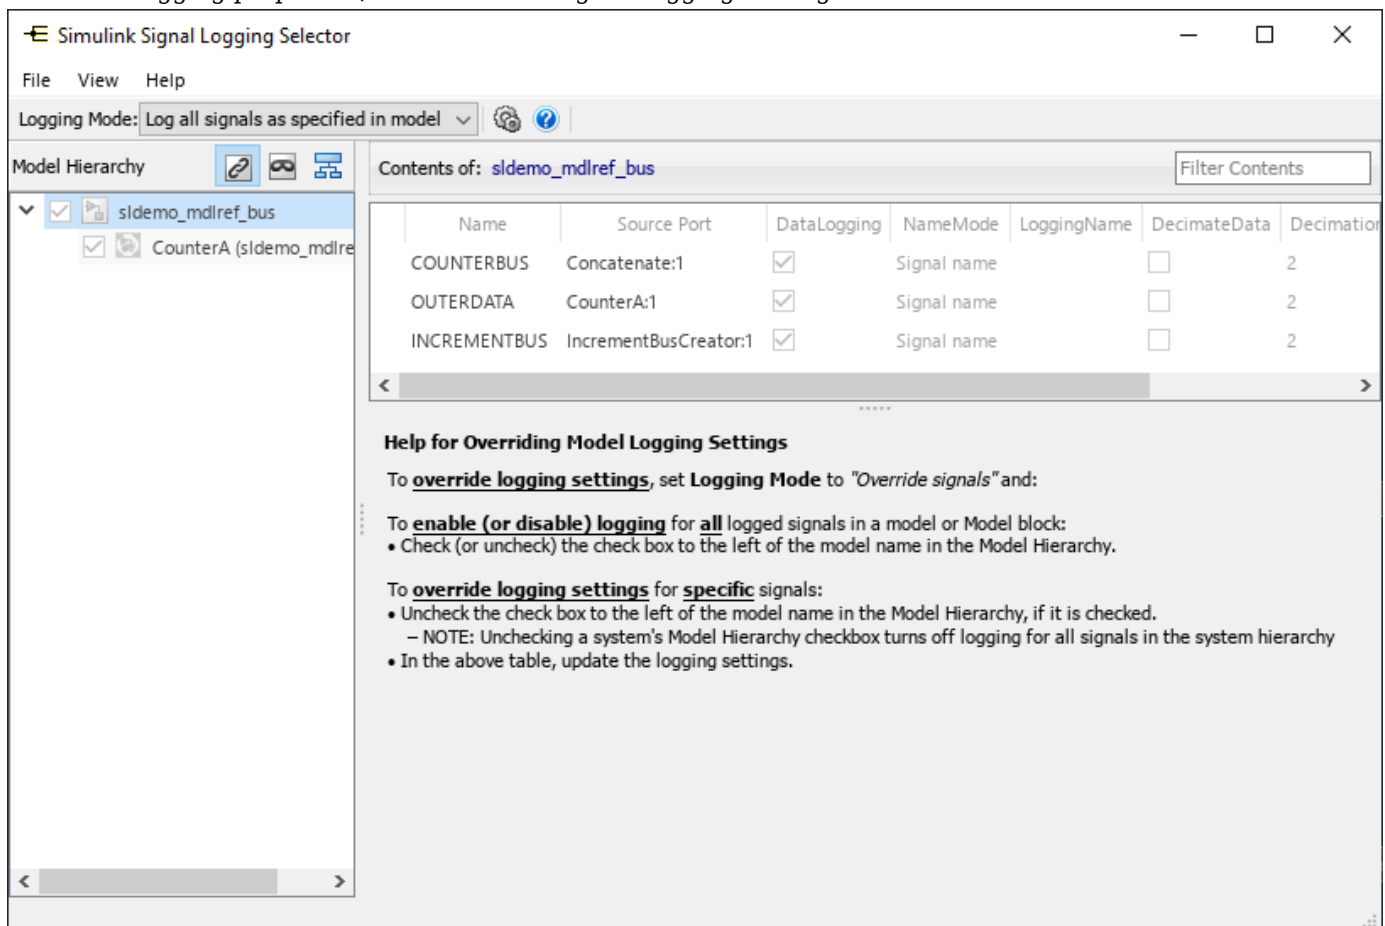 Simulink Signal Logging Selector
File View Help
Logging Mode: Log all signals as specified in model
Model Hierarchy
Contents of: sldemo_mdlref_bus
Filter Contents
sldemo_mdlref_bus
CounterA (sldemo_mdlre
Name Source Port DataLogging NameMode LoggingName DecimateData Decimation
COUNTERBUS Concatenate:1 Signal name 2
OUTERDATA CounterA:1 Signal name 2
INCREMENTBUS IncrementBusCreator:1 Signal name 2
Help for Overriding Model Logging Settings
To override logging settings, set Logging Mode to "Override signals" and:
To enable (or disable) logging for all logged signals in a model or Model block:
• Check (or uncheck) the check box to the left of the model name in the Model Hierarchy.
To override logging settings for specific signals:
• Uncheck the check box to the left of the model name in the Model Hierarchy, if it is checked.
– NOTE: Unchecking a system's Model Hierarchy checkbox turns off logging for all signals in the system hierarchy
• In the above table, update the logging settings.